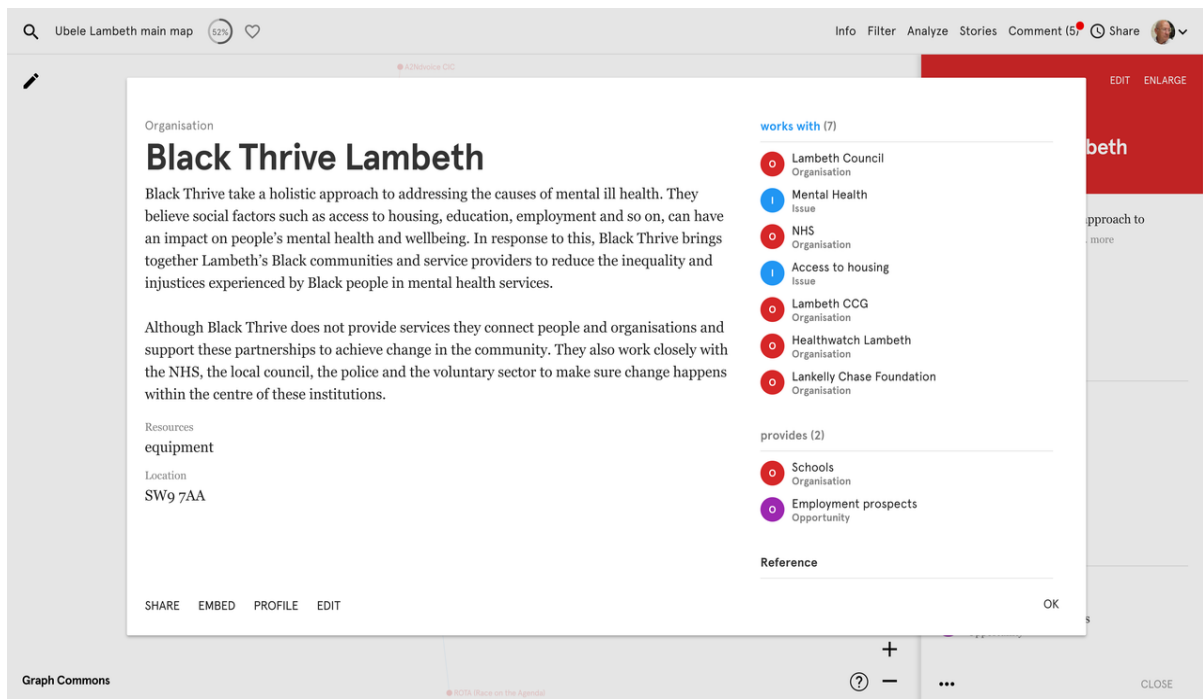 Ubele Lambeth main map
52%
Info Filter Analyze Stories Comment (5) Share
AZNavoice CIC
EDIT ENLARGE
Organisation
Black Thrive Lambeth
Black Thrive take a holistic approach to addressing the causes of mental ill health. They
believe social factors such as access to housing, education, employment and so on, can have
an impact on people's mental health and wellbeing. In response to this, Black Thrive brings
together Lambeth's Black communities and service providers to reduce the inequality and
injustices experienced by Black people in mental health services.
Although Black Thrive does not provide services they connect people and organisations and
support these partnerships to achieve change in the community. They also work closely with
the NHS, the local council, the police and the voluntary sector to make sure change happens
within the centre of these institutions.
Resources
equipment
Location
SW9 7AA
SHARE EMBED PROFILE EDIT
works with (7)
O
Lambeth Council
Organisation
I
Mental Health
Issue
O
NHS
Organisation
I
Access to housing
Issue
O
Lambeth CCG
Organisation
O
Healthwatch Lambeth
Organisation
O
Lankelly Chase Foundation
Organisation
provides (2)
O
Schools
Organisation
O
Employment prospects
Opportunity
Reference
OK
beth
pproach to
more
s
Graph Commons
ROTA (Race on the Agenda)
CLOSE